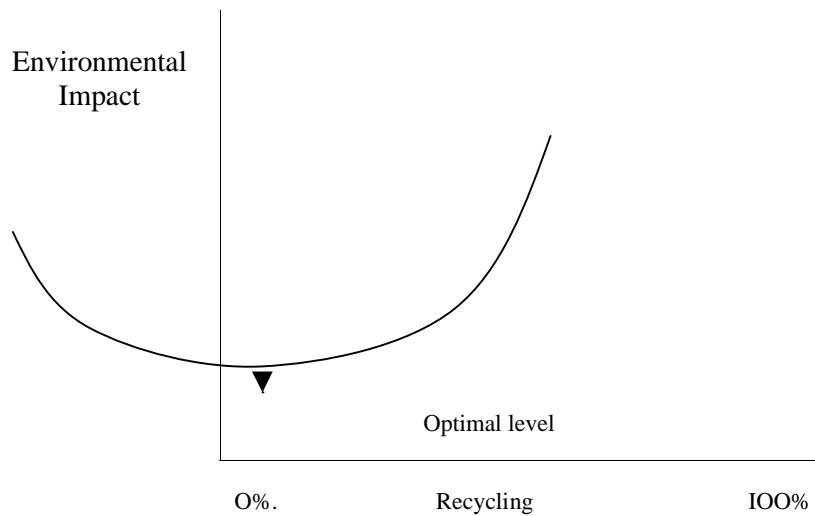 Environmental
Impact
Optimal level
O%. Recycling IOO%